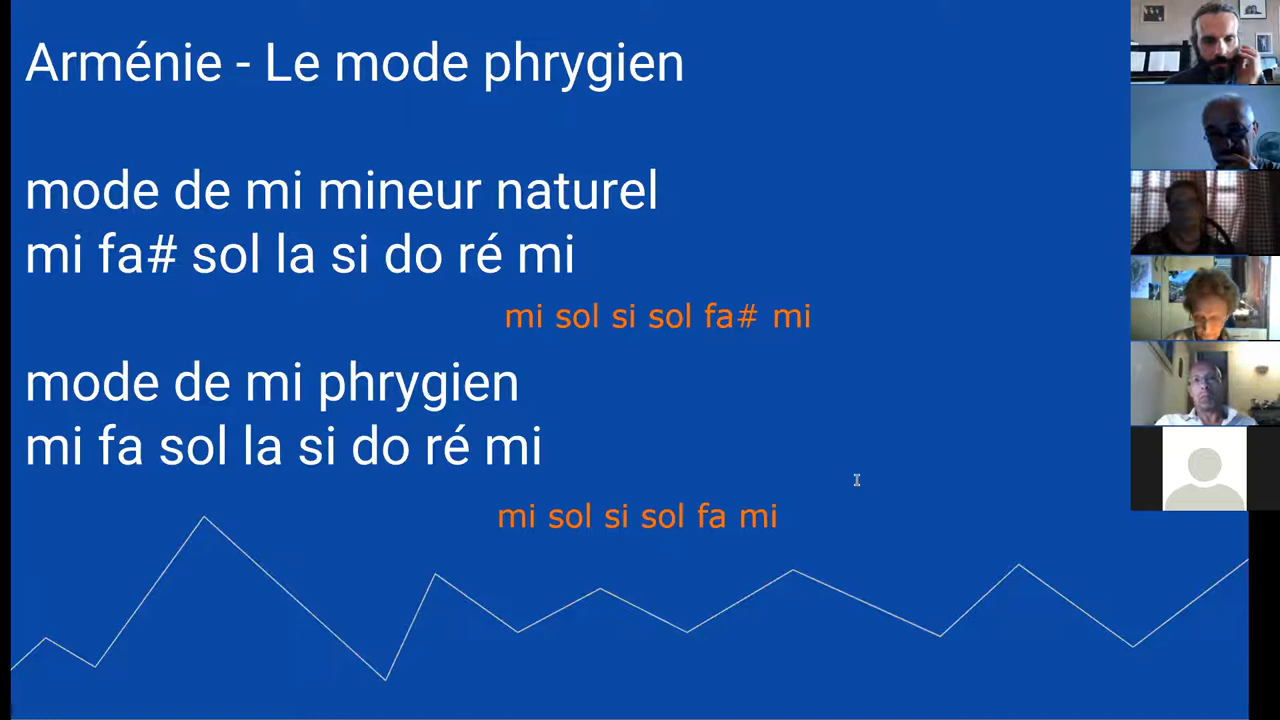 Arménie - Le mode phrygien
mode de mi mineur naturel
mi fa# sol la si do ré mi
mi sol si sol fa# mi
mode de mi phrygien
mi fa sol la si do ré mi
mi sol si sol fa mi